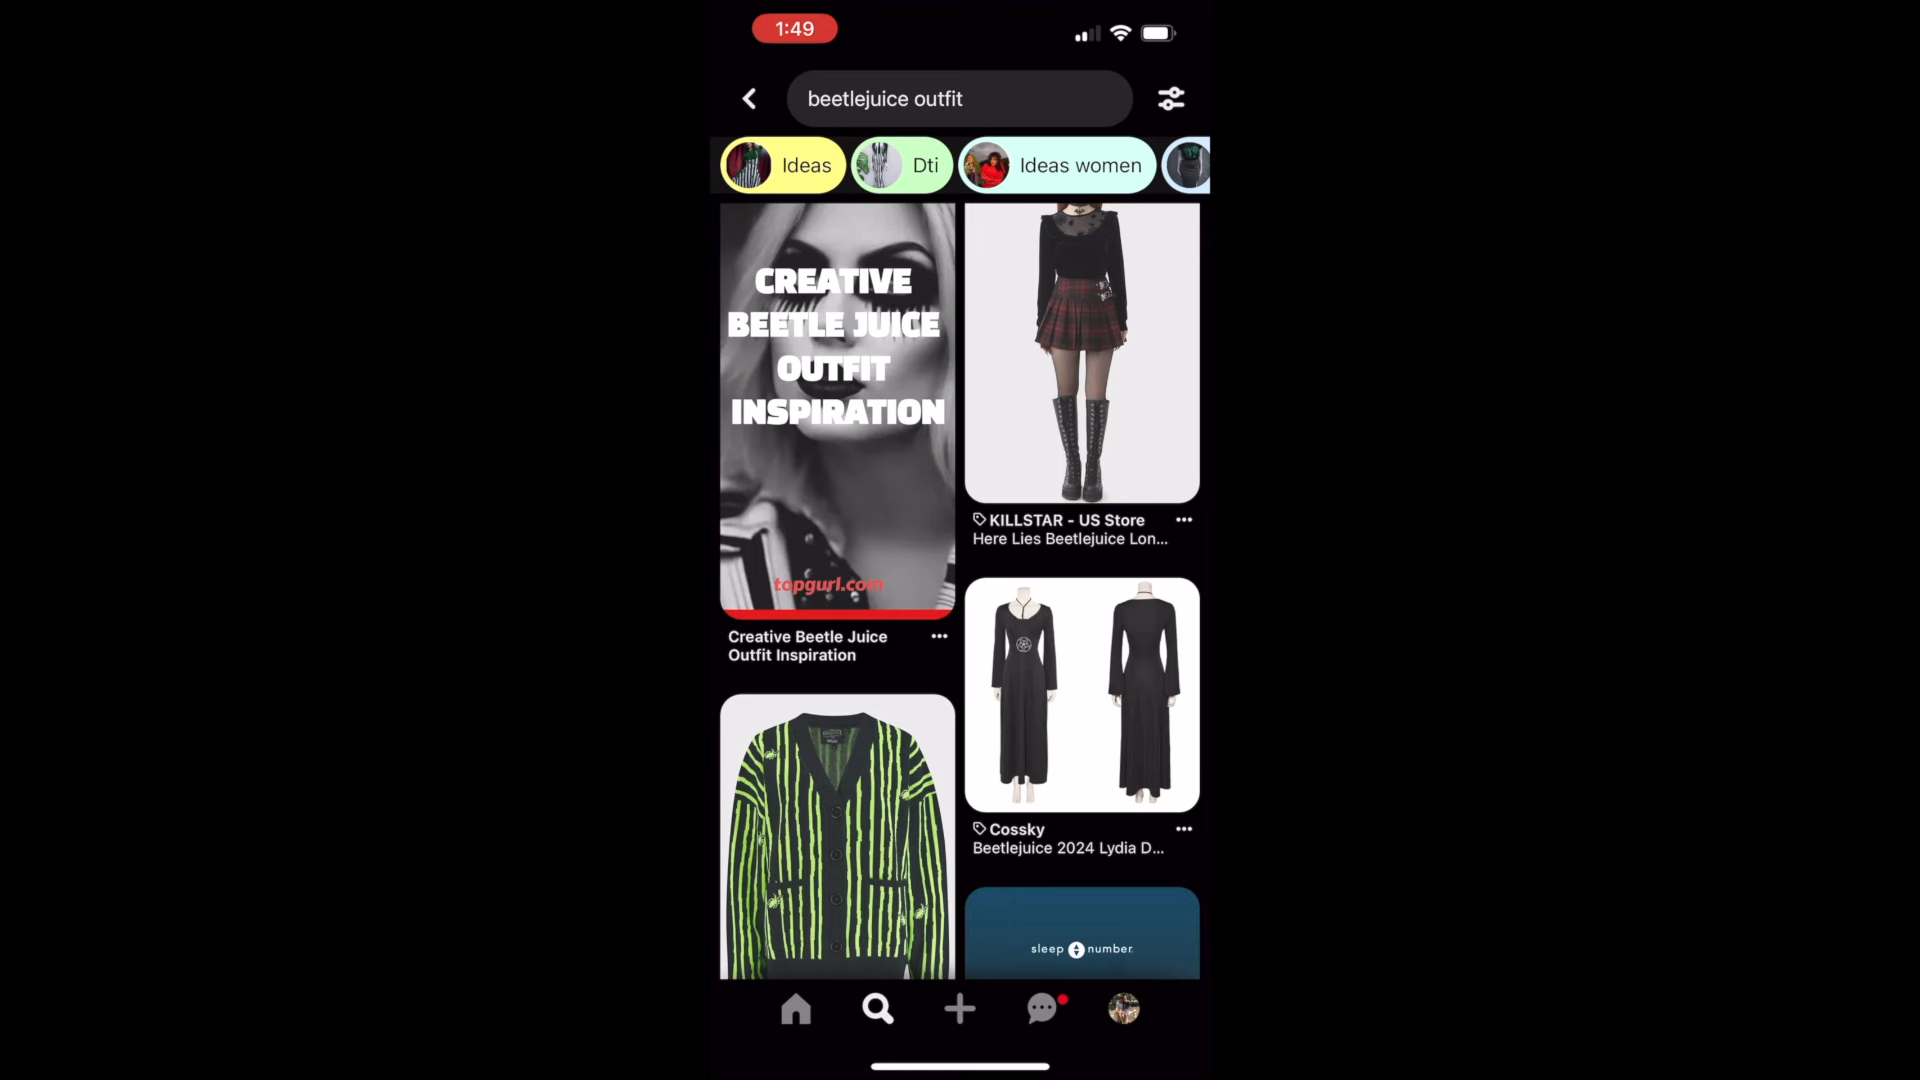 1:49
beetlejuice outfit
Ideas
Dti
Ideas women
CREATIVE
BEETLE JUICE
OUTFIT
INSPIRATION
topgurl.com
Creative Beetle Juice
Outfit Inspiration
KILLSTAR - US Store
Here Lies Beetlejuice Lon...
Cossky
Beetlejuice 2024 Lydia D...
sleep number